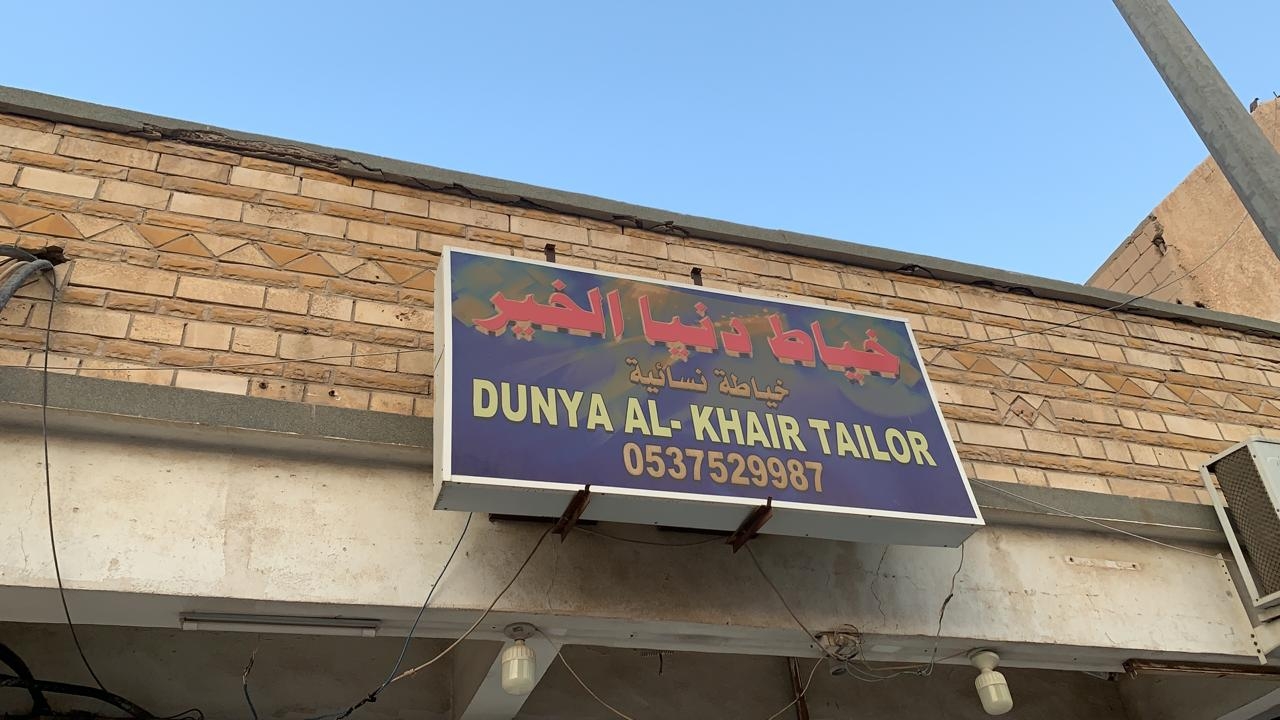 خياط دنيا الخير
خياطة نسائية
DUNYA AL- KHAIR TAILOR
0537529987